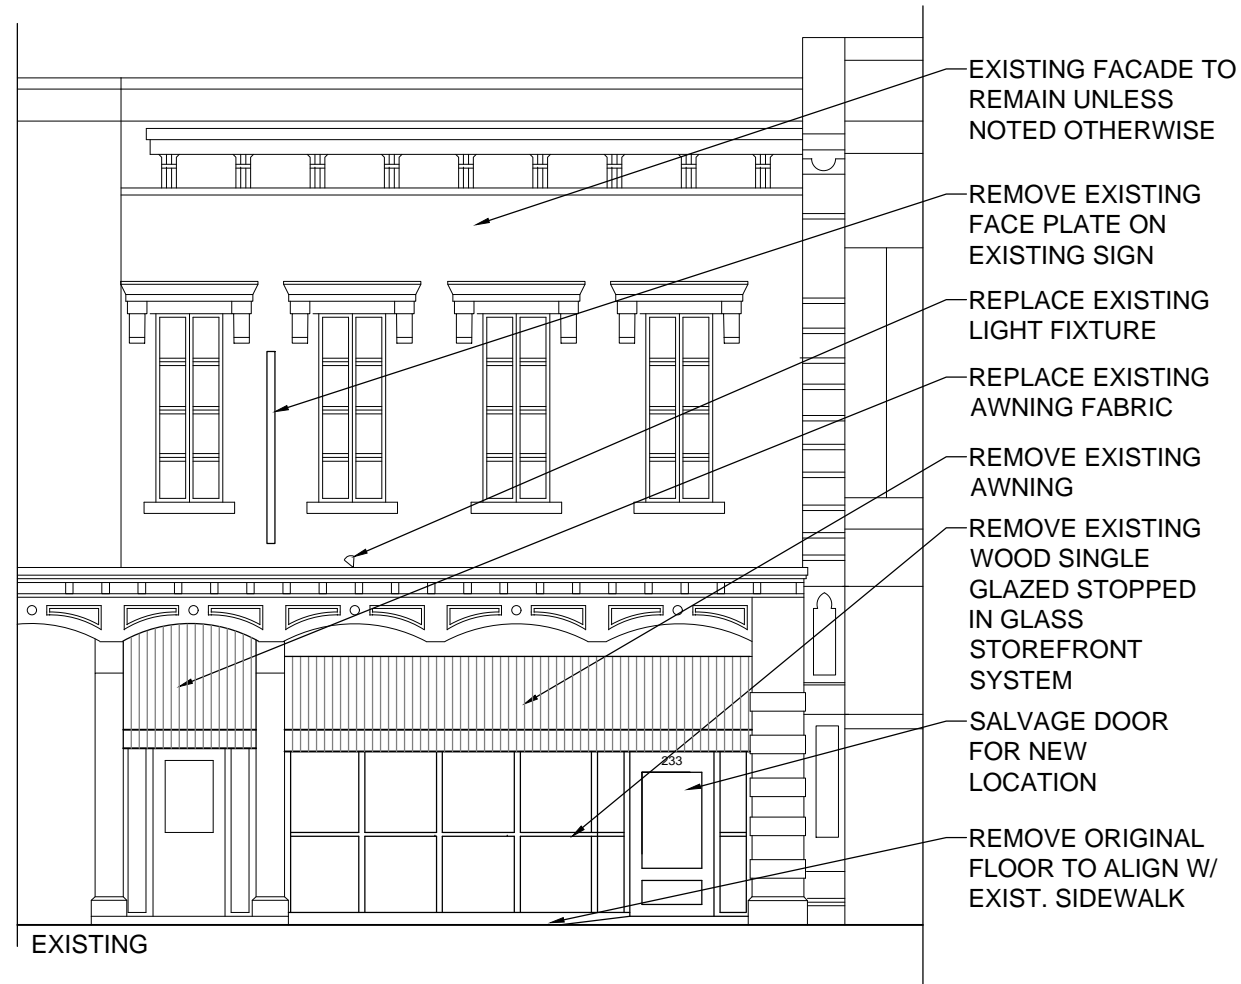 EXISTING FACADE TO
REMAIN UNLESS
NOTED OTHERWISE
REMOVE EXISTING
FACE PLATE ON
EXISTING SIGN
REPLACE EXISTING
LIGHT FIXTURE
REPLACE EXISTING
AWNING FABRIC
REMOVE EXISTING
AWNING
REMOVE EXISTING
WOOD SINGLE
GLAZED STOPPED
IN GLASS
STOREFRONT
SYSTEM
SALVAGE DOOR
FOR NEW
LOCATION
233
REMOVE ORIGINAL
FLOOR TO ALIGN W/
EXIST. SIDEWALK
EXISTING